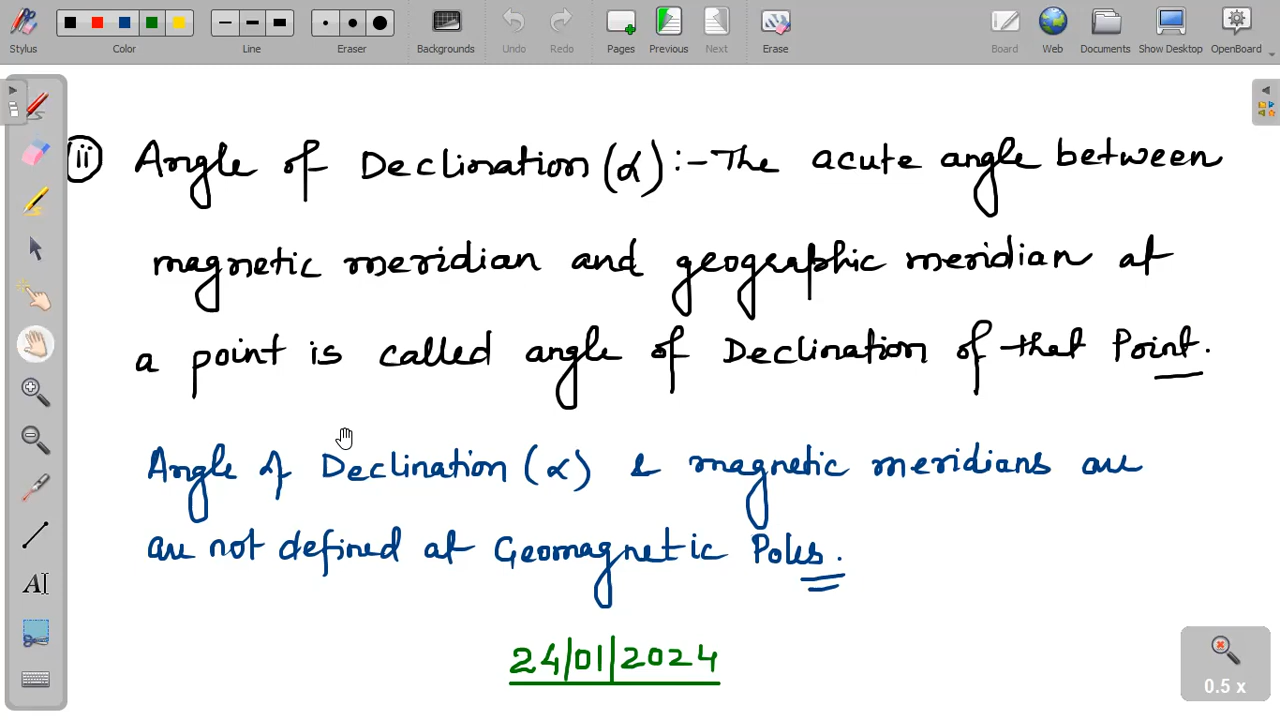 Stylus
Color
Line
Eraser
Backgrounds
Undo
Redo
Pages
Previous
Next
Erase
Board
Web
Documents
Show Desktop
OpenBoard
ii Angle of Declination (α) :- The acute angle between
magnetic meridian and geographic meridian at
a point is called angle of Declination of that Point.
Angle of Declination (α) & magnetic meridians are
are not defined at Geomagnetic Poles.
24/01/2024
AI
0.5 x